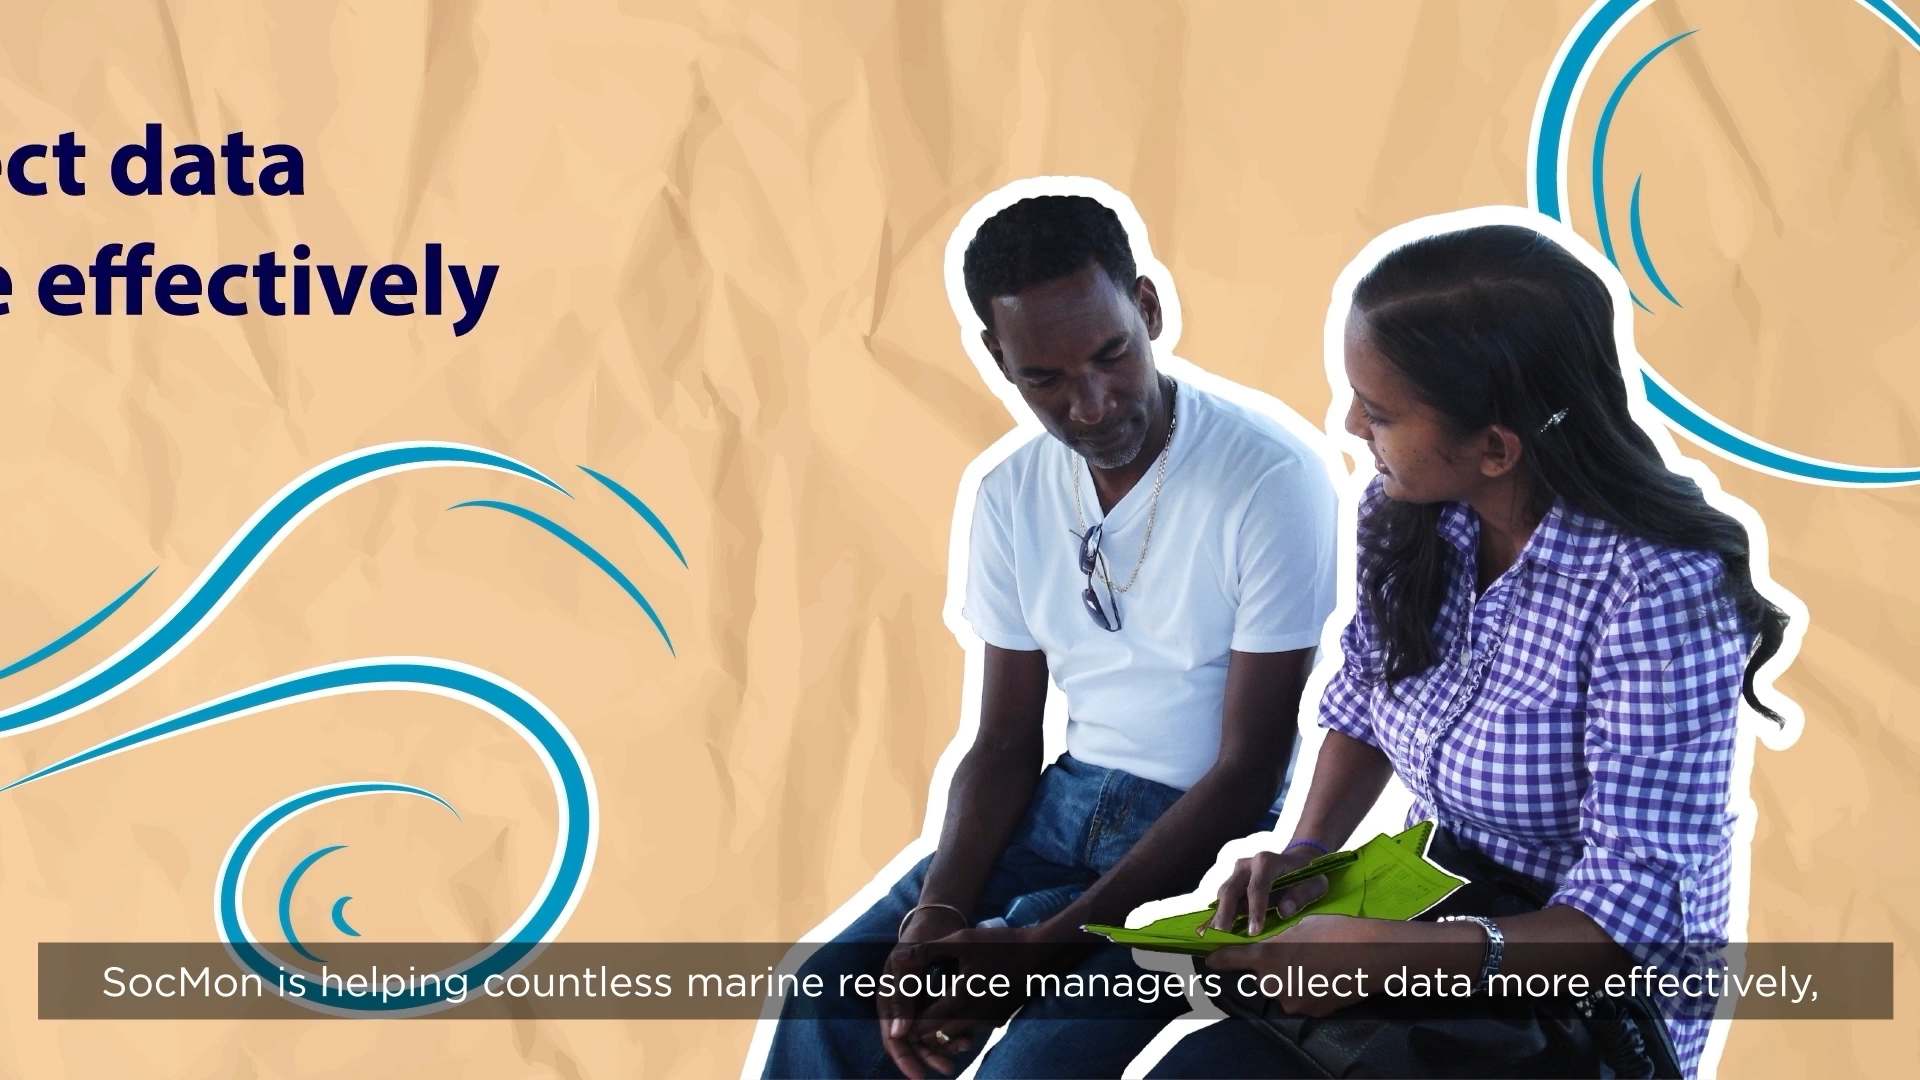 ct data
effectively
SocMon is helping countless marine resource managers collect data more effectively,